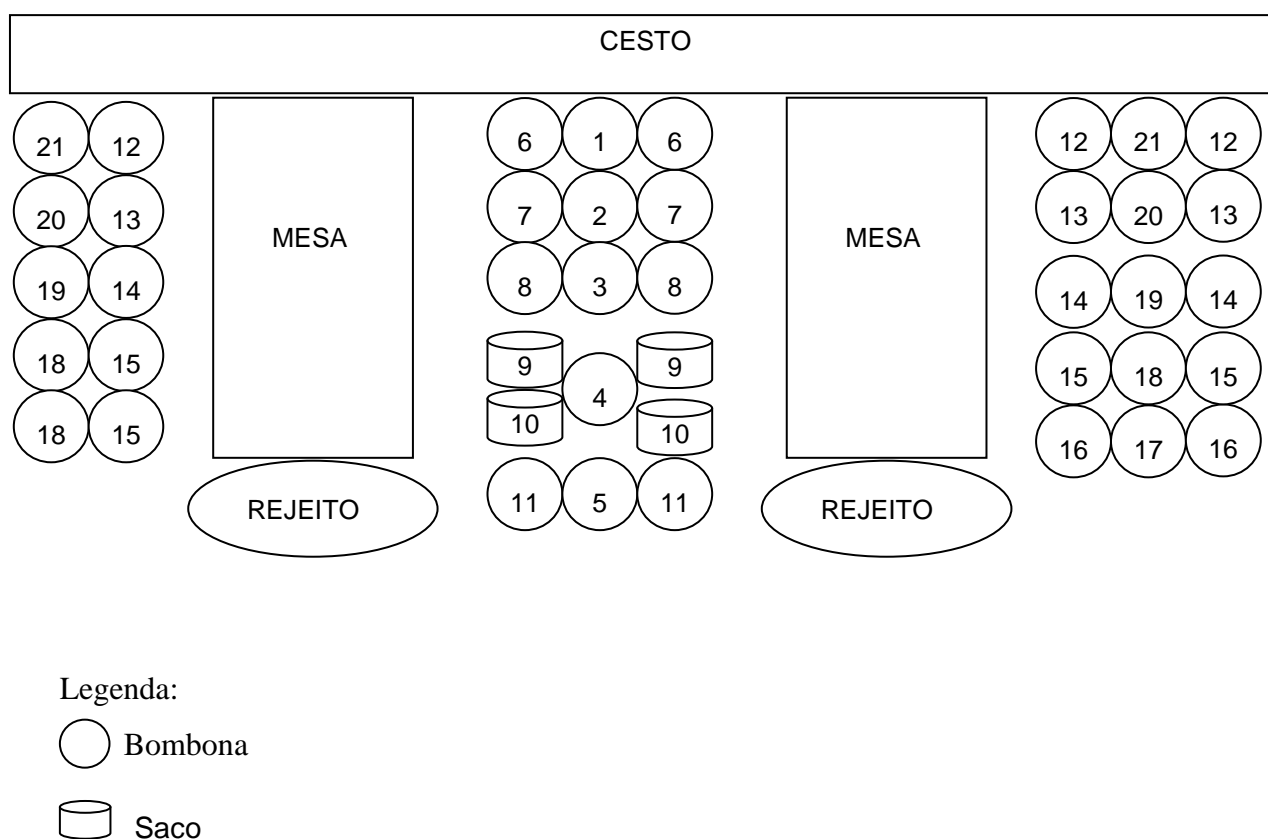 CESTO
21 12 6 1 6 12 21 12
20 13 MESA 7 2 7 MESA 13 20 13
19 14 8 3 8 14 19 14
18 15 9 4 9 15 18 15
18 15 10 10 16 17 16
REJEITO 11 5 11 REJEITO
Legenda:
Bombona
Saco